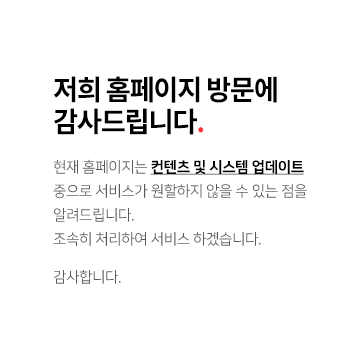 저희 홈페이지 방문에
감사드립니다.
현재 홈페이지는 컨텐츠 및 시스템 업데이트
중으로 서비스가 원할하지 않을 수 있는 점을
알려드립니다.
조속히 처리하여 서비스 하겠습니다.
감사합니다.